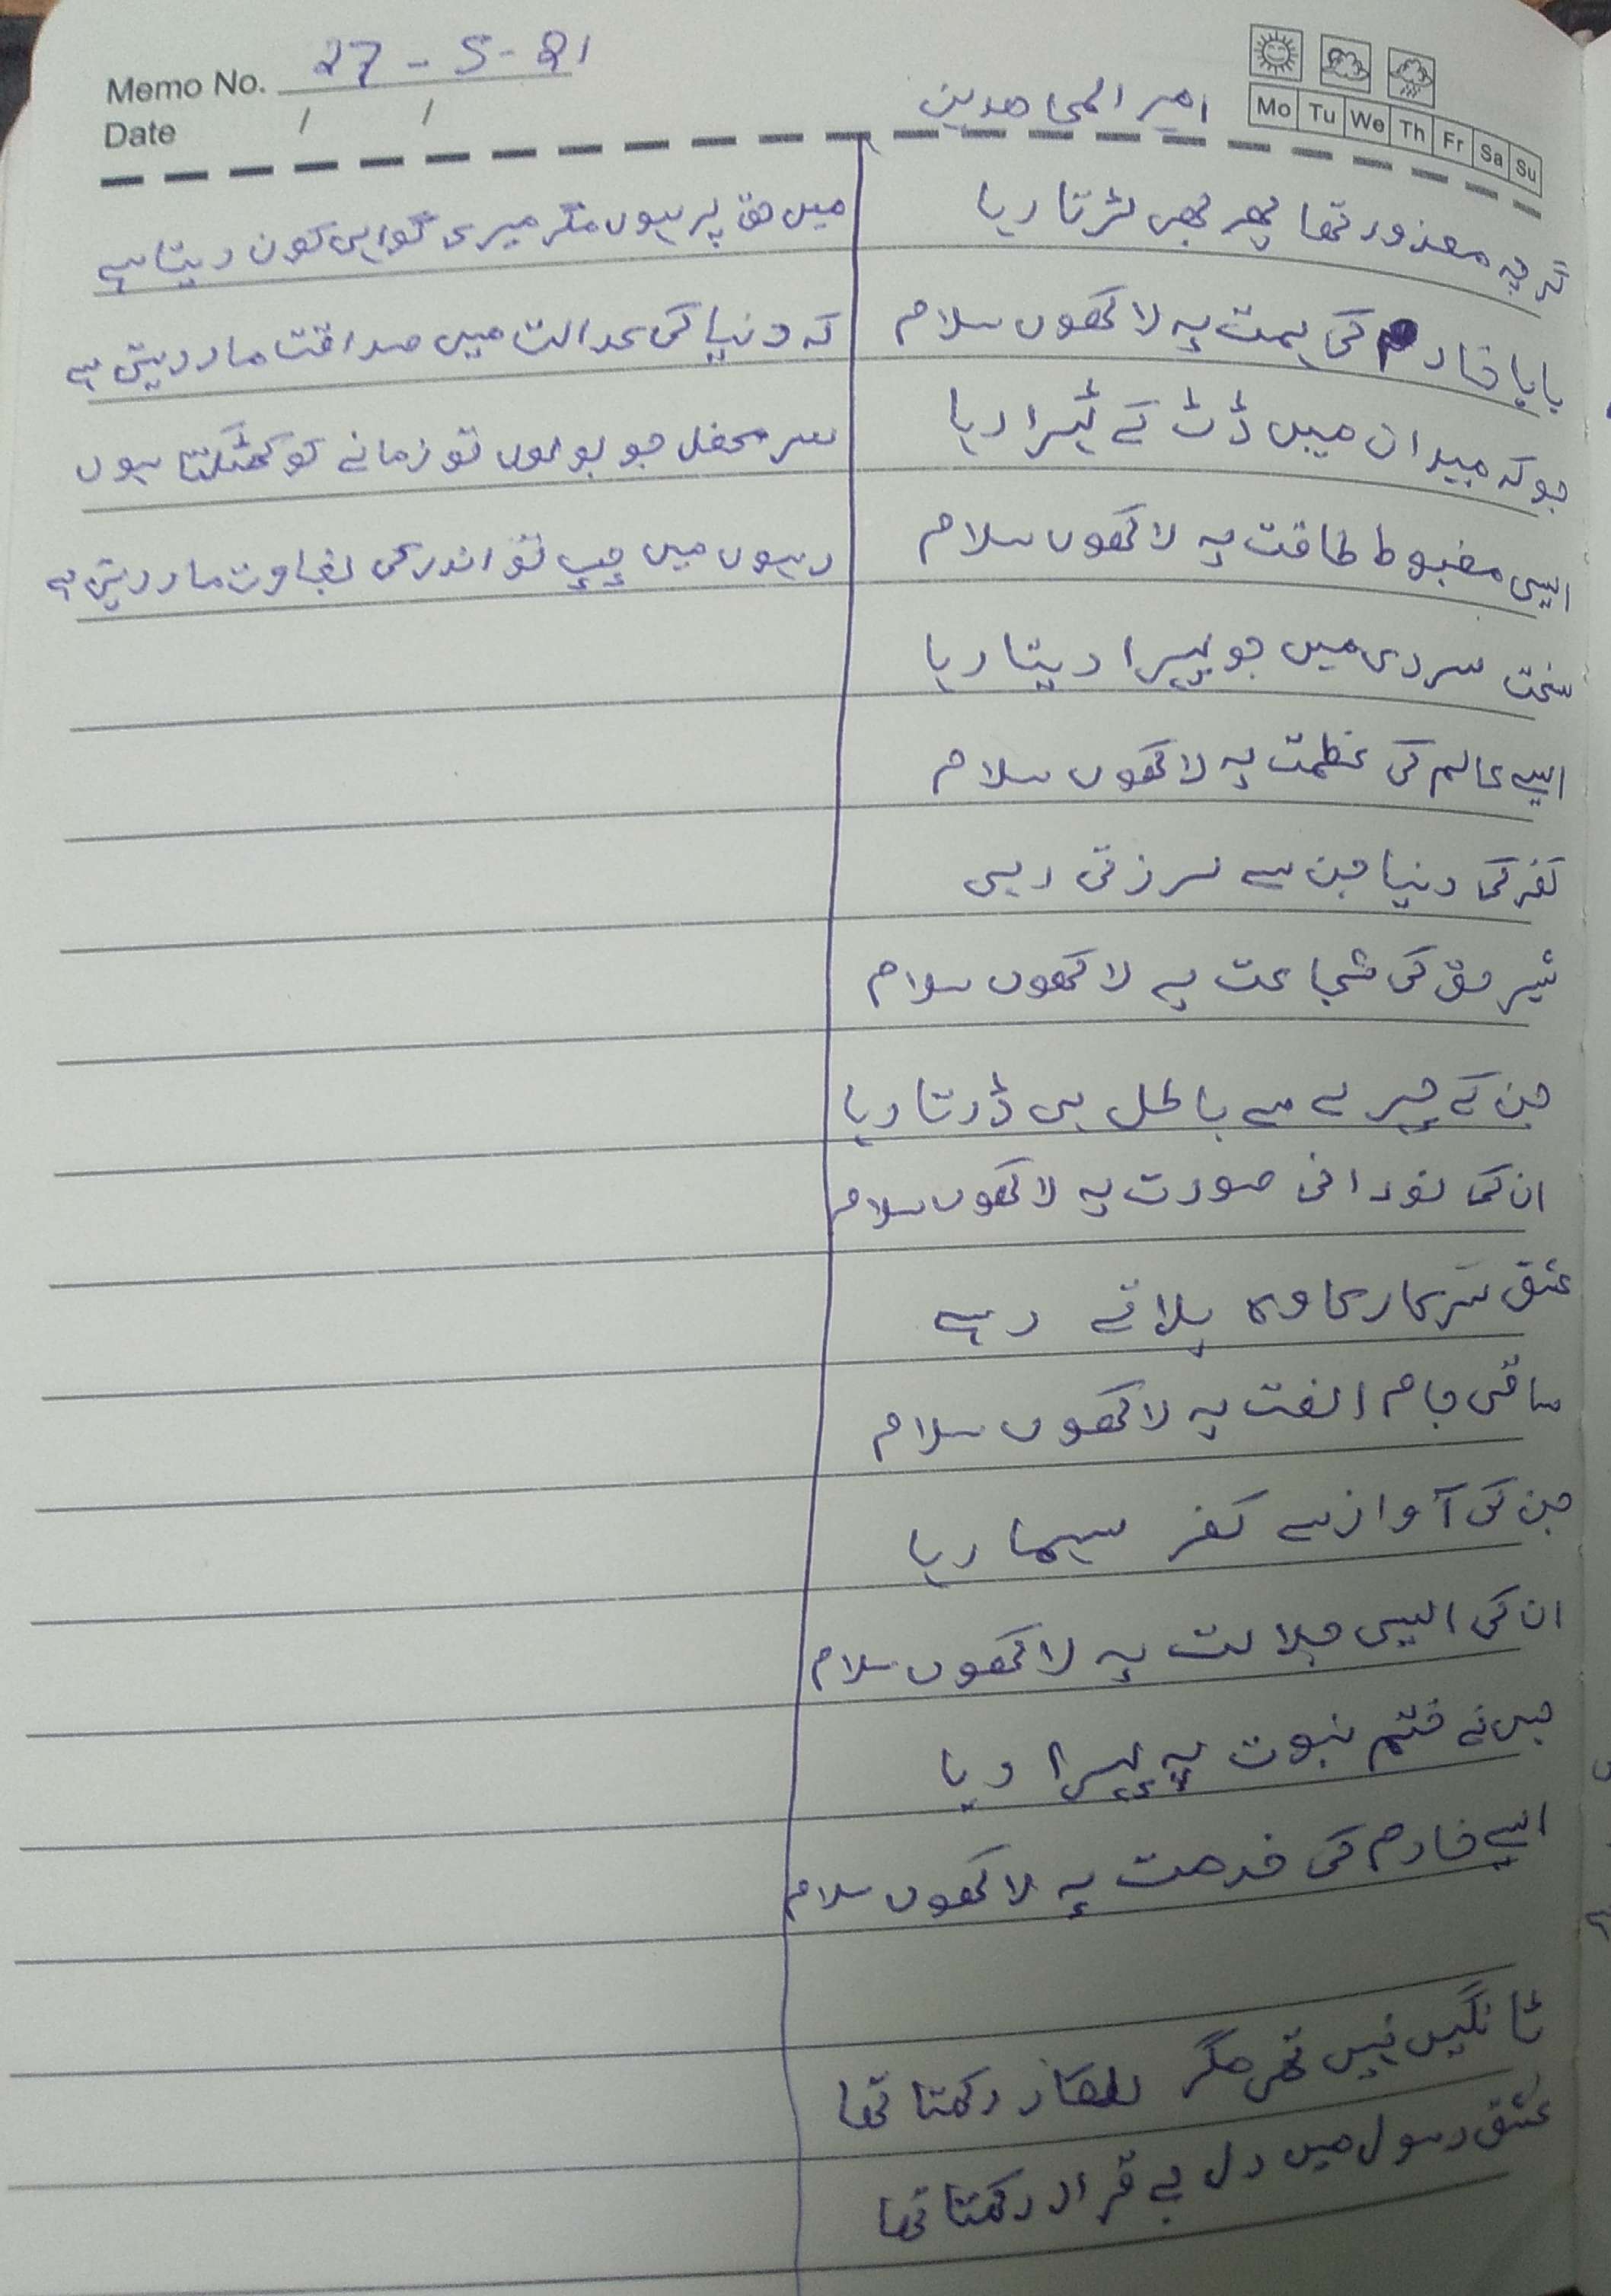 Memo No. 27-5-21
Date / /
Mo Tu We Th Fr Sa Su
امیر المجاہدین
گرچہ معذور تھا پھر بھی لڑتا رہا
بابا خادم کی ہمت پہ لاکھوں سلام
جو کہ میدان میں ڈٹ کے ٹہرا رہا
ایسی مضبوط طاقت پہ لاکھوں سلام
سخت سردی میں جو پہرا دیتا رہا
ایسے عالم کی عظمت پہ لاکھوں سلام
کفر کی دنیا جن سے لرزتی رہی
شیر حق کی شجاعت پہ لاکھوں سلام
جن کے چہرے سے باطل ہی ڈرتا رہا
ان کی نورانی صورت پہ لاکھوں سلام
عشق سرکار کا وہ پلاتے رہے
ساقی جام الفت پہ لاکھوں سلام
جن کی آواز سے کفر سہما رہا
ان کی ایسی جلالت پہ لاکھوں سلام
جس نے ختم نبوت پہ پہرا دیا
ایسے خادم کی خدمت پہ لاکھوں سلام
ٹانگیں نہیں تھی مگر للکار رکھتا تھا
عشق رسول میں دل بے قرار رکھتا تھا
میں حق پر ہوں مگر میری گواہی کون دیتا ہے
کہ دنیا کی عدالت میں صداقت مار دیتی ہے
سر محفل جو بولوں تو زمانے کو کھٹکتا ہوں
رہوں میں چپ تو اندر کی بغاوت مار دیتی ہے